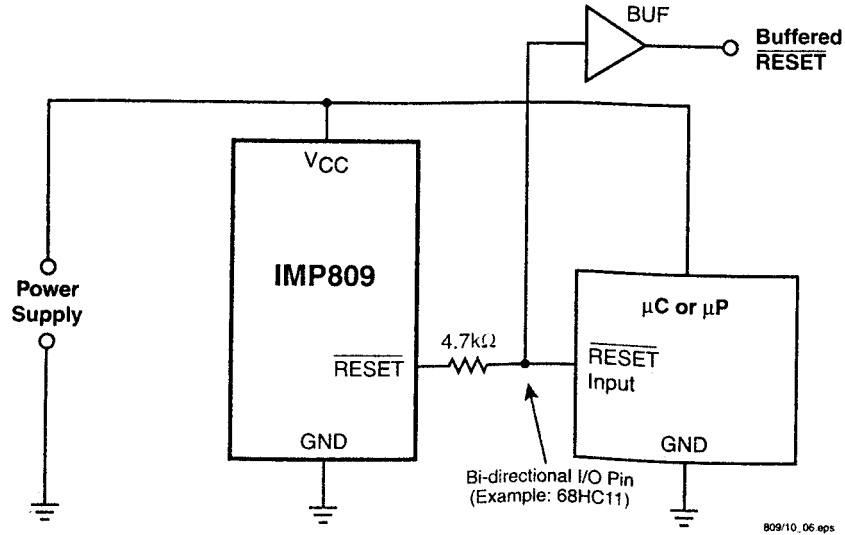 BUF
Buffered
RESET
VCC
IMP809
Power
Supply
μC or μP
4.7kΩ
RESET
RESET
Input
GND
GND
Bi-directional I/O Pin
(Example: 68HC11)
809/10_06.eps